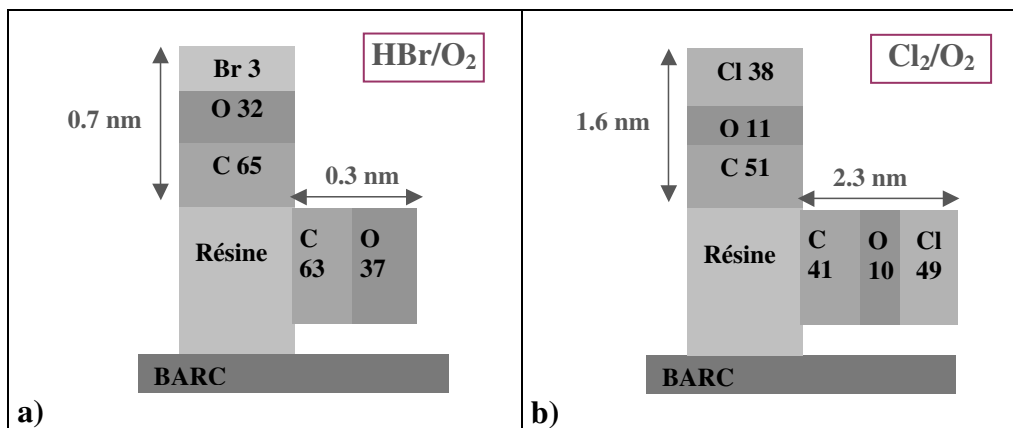 HBr/O₂
Br 3
O 32
0.7 nm
C 65
0.3 nm
Résine
C
63
O
37
BARC
a)
Cl₂/O₂
Cl 38
1.6 nm
O 11
C 51
2.3 nm
Résine
C
41
O
10
Cl
49
BARC
b)